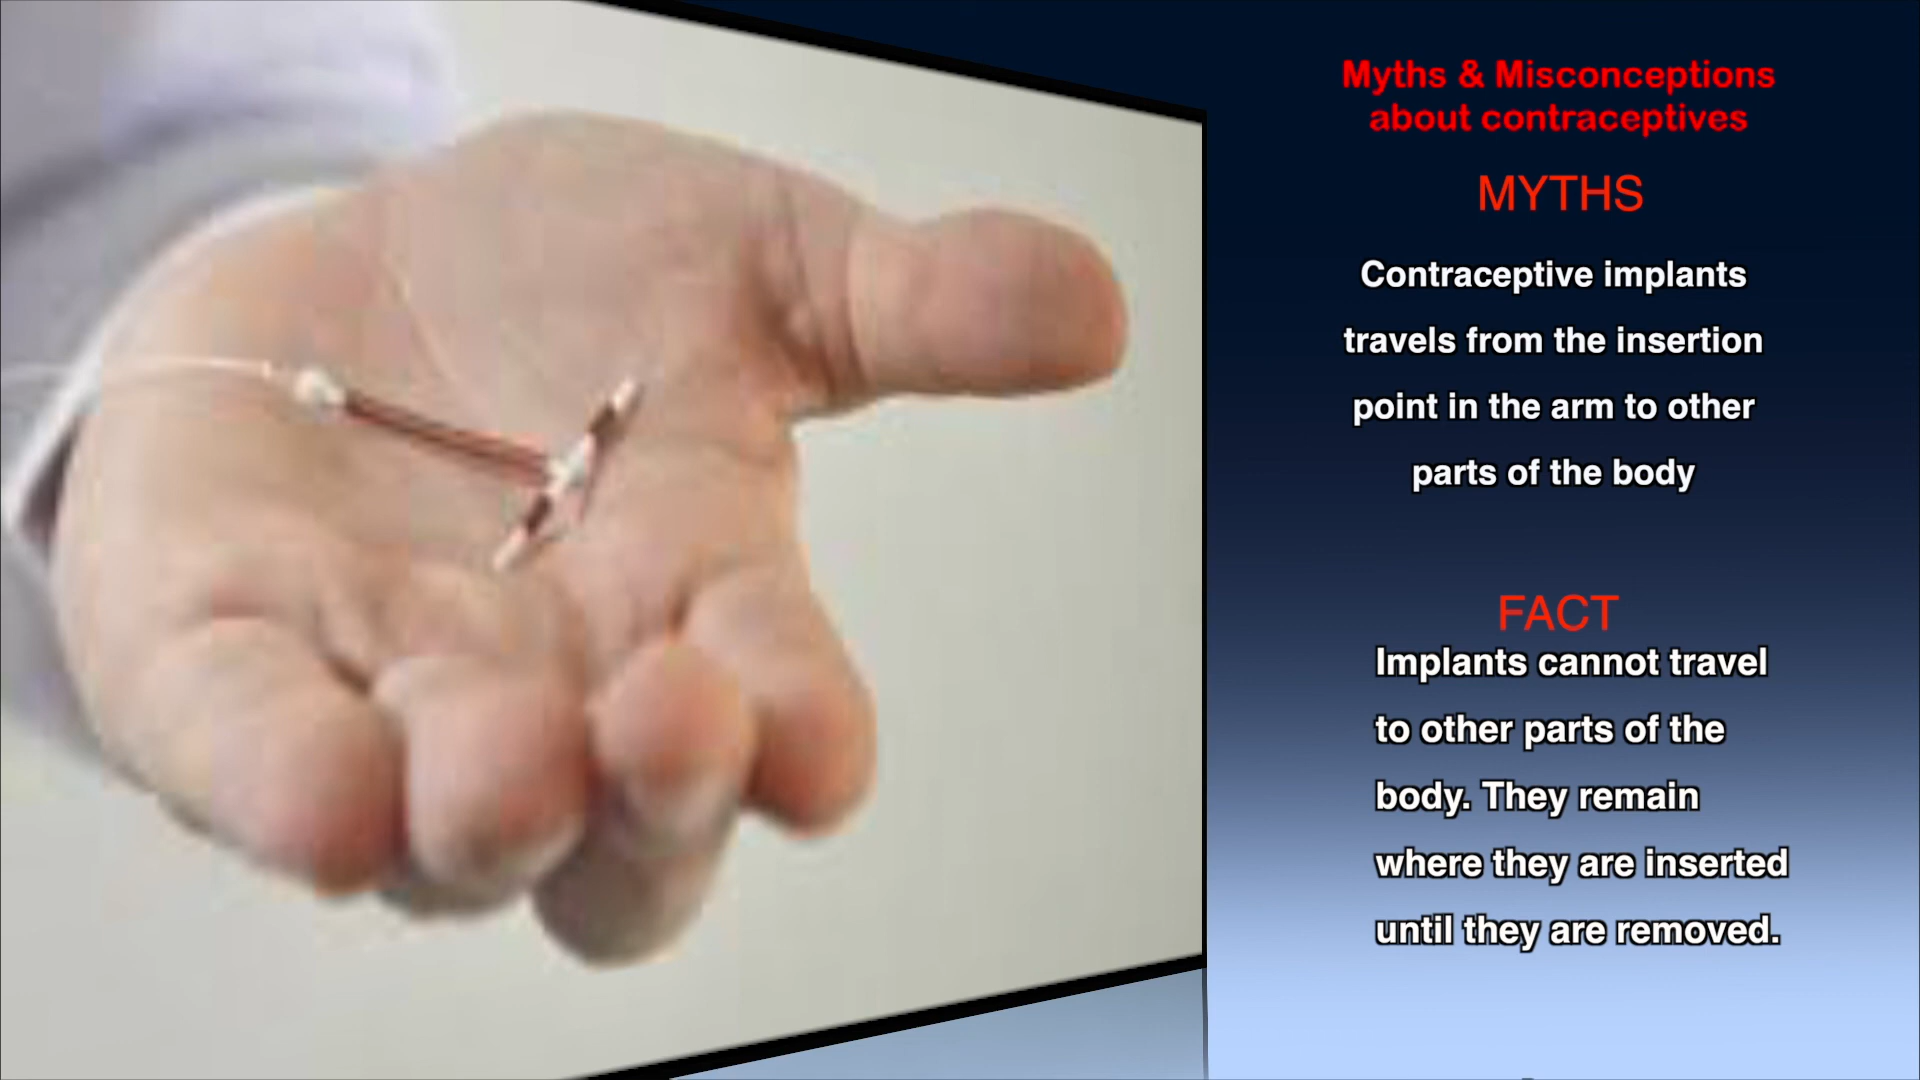 Myths & Misconceptions
about contraceptives
MYTHS
Contraceptive implants
travels from the insertion
point in the arm to other
parts of the body
FACT
Implants cannot travel
to other parts of the
body. They remain
where they are inserted
until they are removed.